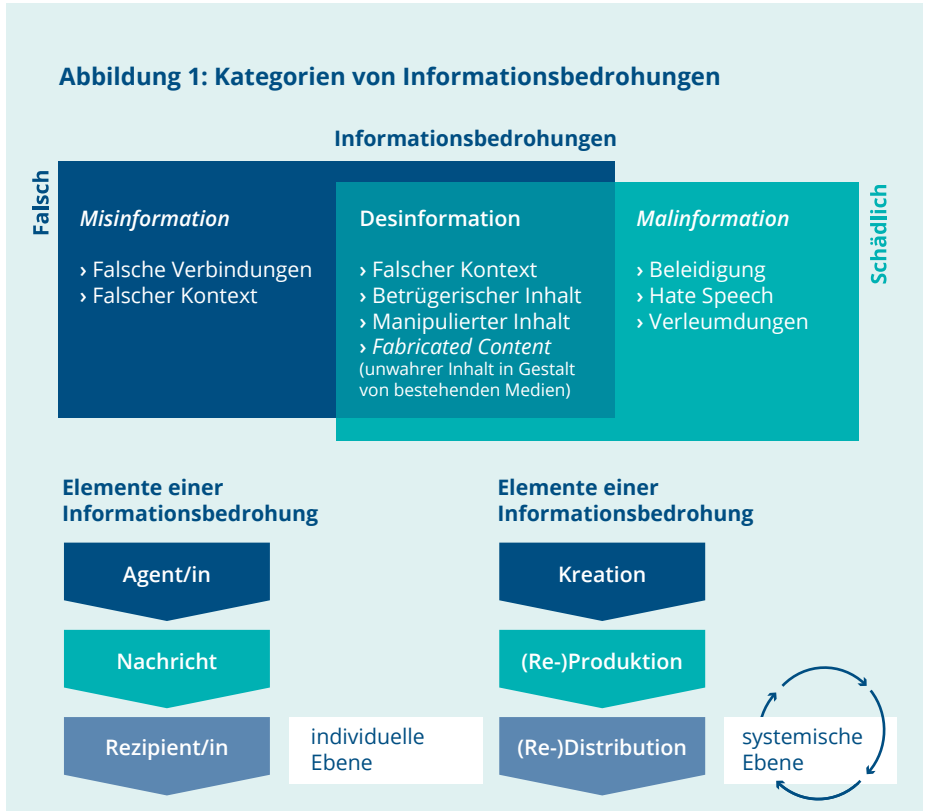 Abbildung 1: Kategorien von Informationsbedrohungen
Informationsbedrohungen
Falsch
Misinformation
› Falsche Verbindungen
› Falscher Kontext
Desinformation
› Falscher Kontext
› Betrügerischer Inhalt
› Manipulierter Inhalt
› Fabricated Content
(unwahrer Inhalt in Gestalt
von bestehenden Medien)
Malinformation
› Beleidigung
› Hate Speech
› Verleumdungen
Schädlich
Elemente einer
Informationsbedrohung
Agent/in
Nachricht
Rezipient/in
individuelle
Ebene
Elemente einer
Informationsbedrohung
Kreation
(Re-)Produktion
(Re-)Distribution
systemische
Ebene